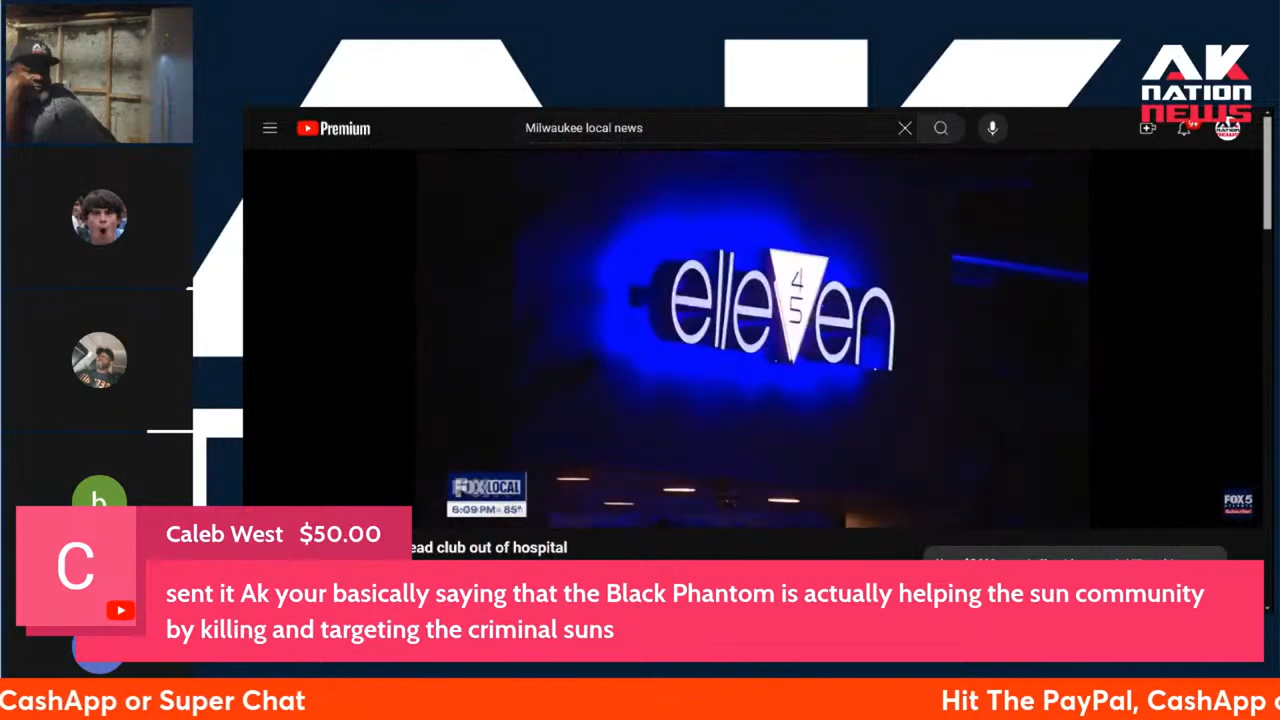 AK
NATION
NEWS
Premium
Milwaukee local news
9+
elleven
45
FOX LOCAL
6:09 PM 85°
FOX 5
ead club out of hospital
C
Caleb West $50.00
sent it Ak your basically saying that the Black Phantom is actually helping the sun community
by killing and targeting the criminal suns
CashApp or Super Chat
Hit The PayPal, CashApp